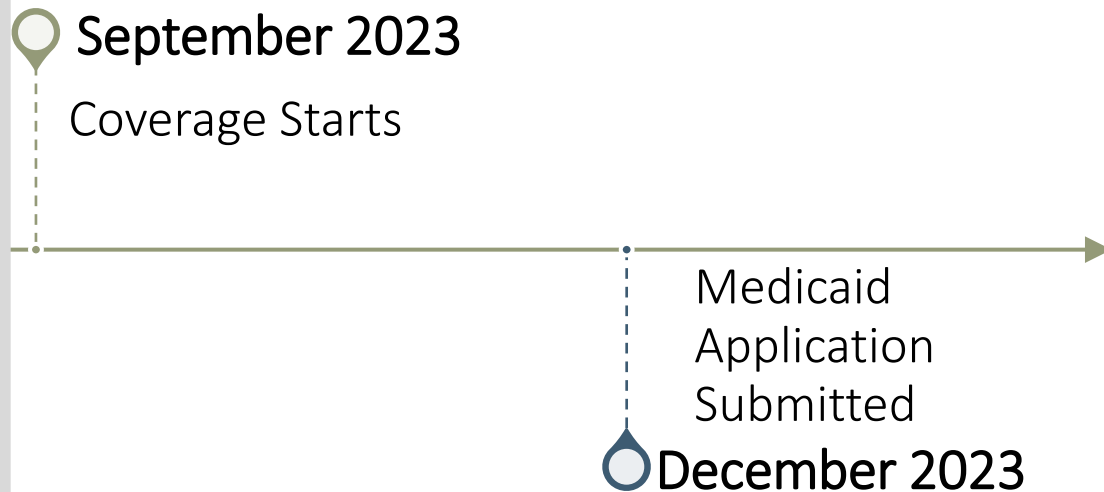 September 2023
Coverage Starts
Medicaid
Application
Submitted
December 2023